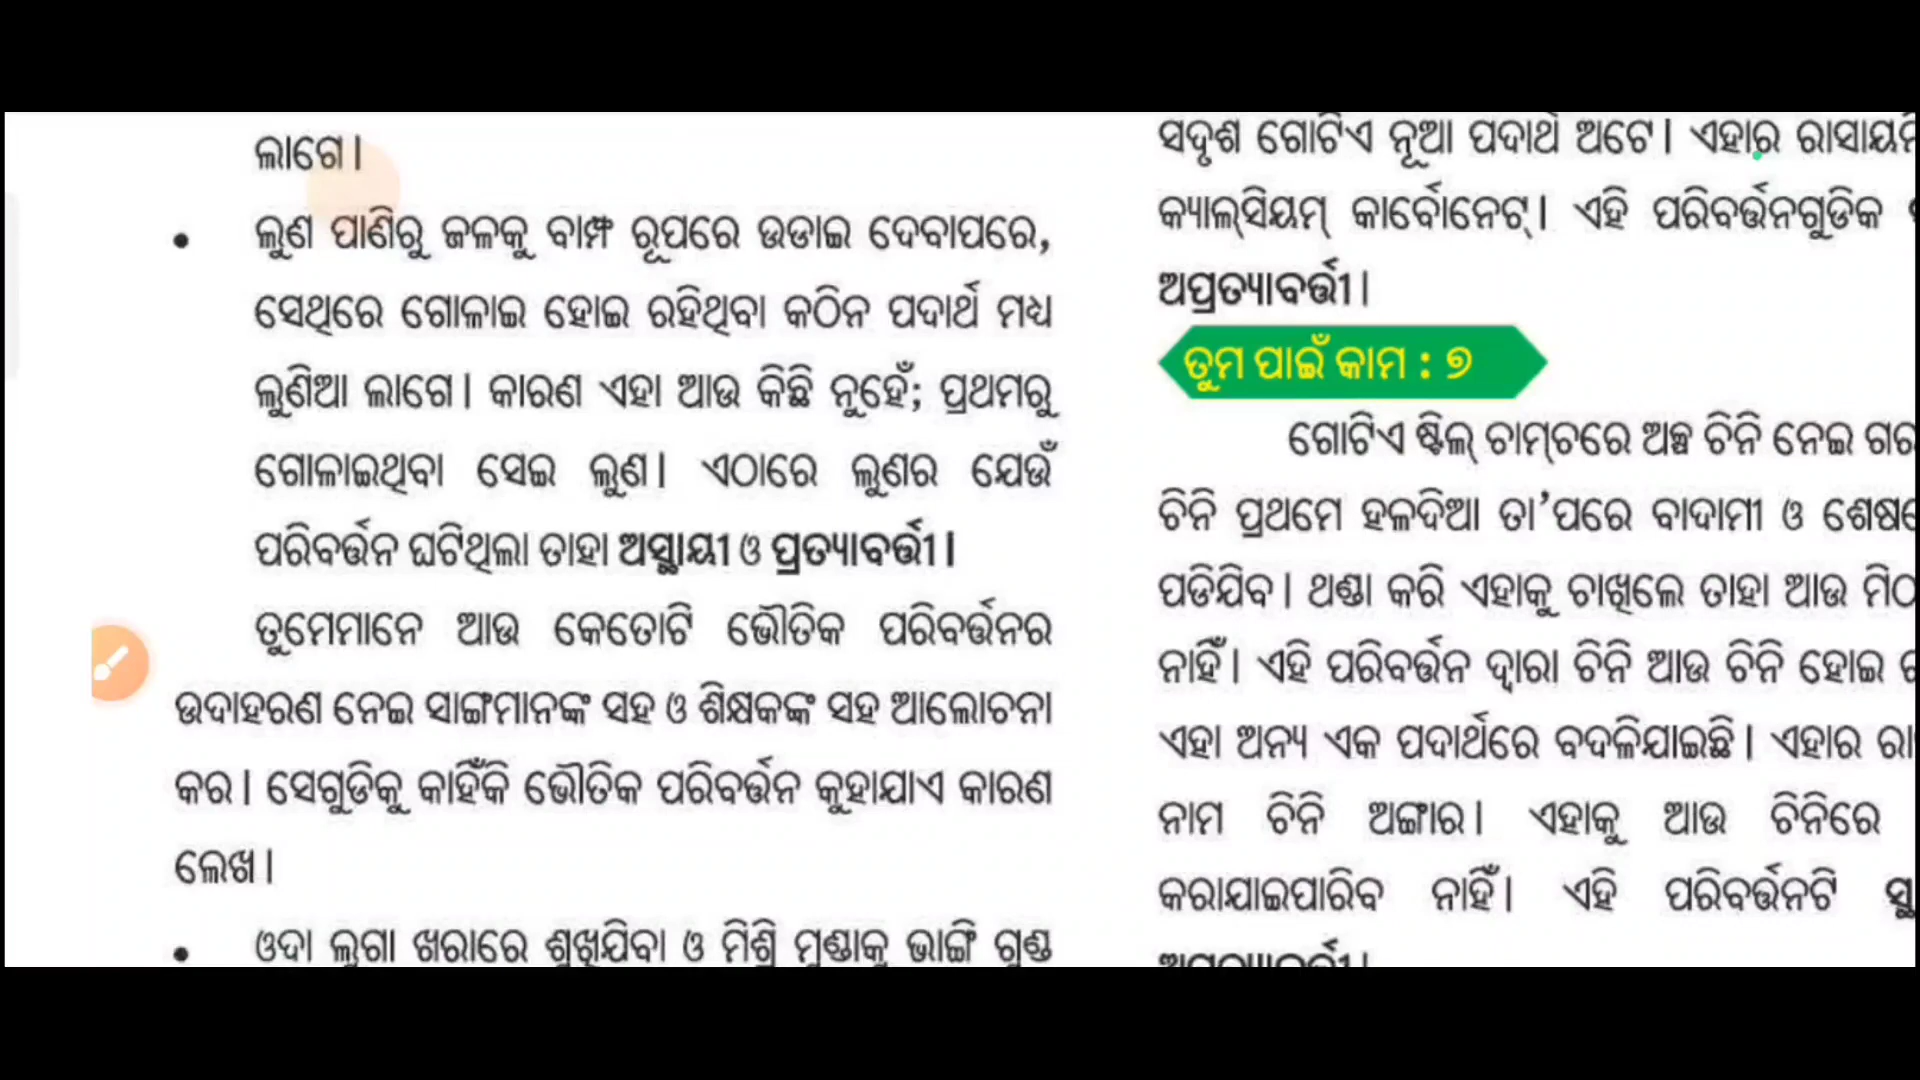 ଲାଗେ।
ଲୁଣ ପାଣିରୁ ଜଳକୁ ବାମ୍ଫ ରୂପରେ ଉଡାଇ ଦେବାପରେ,
ସେଥିରେ ଗୋଳାଇ ହୋଇ ରହିଥିବା କଠିନ ପଦାର୍ଥ ମଧ୍ୟ
ଲୁଣିଆ ଲାଗେ। କାରଣ ଏହା ଆଉ କିଛି ନୁହେଁ; ପ୍ରଥମରୁ
ଗୋଳାଇଥିବା ସେଇ ଲୁଣ। ଏଠାରେ ଲୁଣର ଯେଉଁ
ପରିବର୍ତ୍ତନ ଘଟିଥିଲା ତାହା ଅସ୍ଥାୟୀ ଓ ପ୍ରତ୍ୟାବର୍ତ୍ତୀ।
ତୁମେମାନେ ଆଉ କେତୋଟି ଭୌତିକ ପରିବର୍ତ୍ତନର
ଉଦାହରଣ ନେଇ ସାଙ୍ଗମାନଙ୍କ ସହ ଓ ଶିକ୍ଷକଙ୍କ ସହ ଆଲୋଚନା
କର। ସେଗୁଡିକୁ କାହିଁକି ଭୌତିକ ପରିବର୍ତ୍ତନ କୁହାଯାଏ କାରଣ
ଲେଖ।
ଓଦା ଲୁଗା ଖରାରେ ଶୁଖିଯିବା ଓ ମିଶ୍ରି ମୁଣ୍ଡାକୁ ଭାଙ୍ଗି ଗୁଣ୍ଡ
ସଦୃଶ ଗୋଟିଏ ନୂଆ ପଦାର୍ଥ ଅଟେ। ଏହାର
କ୍ୟାଲ୍‌ସିୟମ୍ କାର୍ବୋନେଟ୍। ଏହି ପରିବର୍ତ୍ତନଗୁଡିକ
ଅପ୍ରତ୍ୟାବର୍ତ୍ତୀ।
ତୁମ ପାଇଁ କାମ : ୭
ଗୋଟିଏ ଷ୍ଟିଲ୍ ଚାମ୍‌ଚରେ ଅଳ୍ପ ଚିନି ନେଇ
ଚିନି ପ୍ରଥମେ ହଳଦିଆ ତା’ପରେ ବାଦାମୀ ଓ
ପଡିଯିବ। ଥଣ୍ଡା କରି ଏହାକୁ ଚାଖିଲେ ତାହା ଆଉ
ନାହିଁ। ଏହି ପରିବର୍ତ୍ତନ ଦ୍ୱାରା ଚିନି ଆଉ ଚିନି ହୋଇ
ଏହା ଅନ୍ୟ ଏକ ପଦାର୍ଥରେ ବଦଳିଯାଇଛି। ଏହାର
ନାମ ଚିନି ଅଙ୍ଗାର। ଏହାକୁ ଆଉ ଚିନିରେ
କରାଯାଇପାରିବ ନାହିଁ। ଏହି ପରିବର୍ତ୍ତନଟି